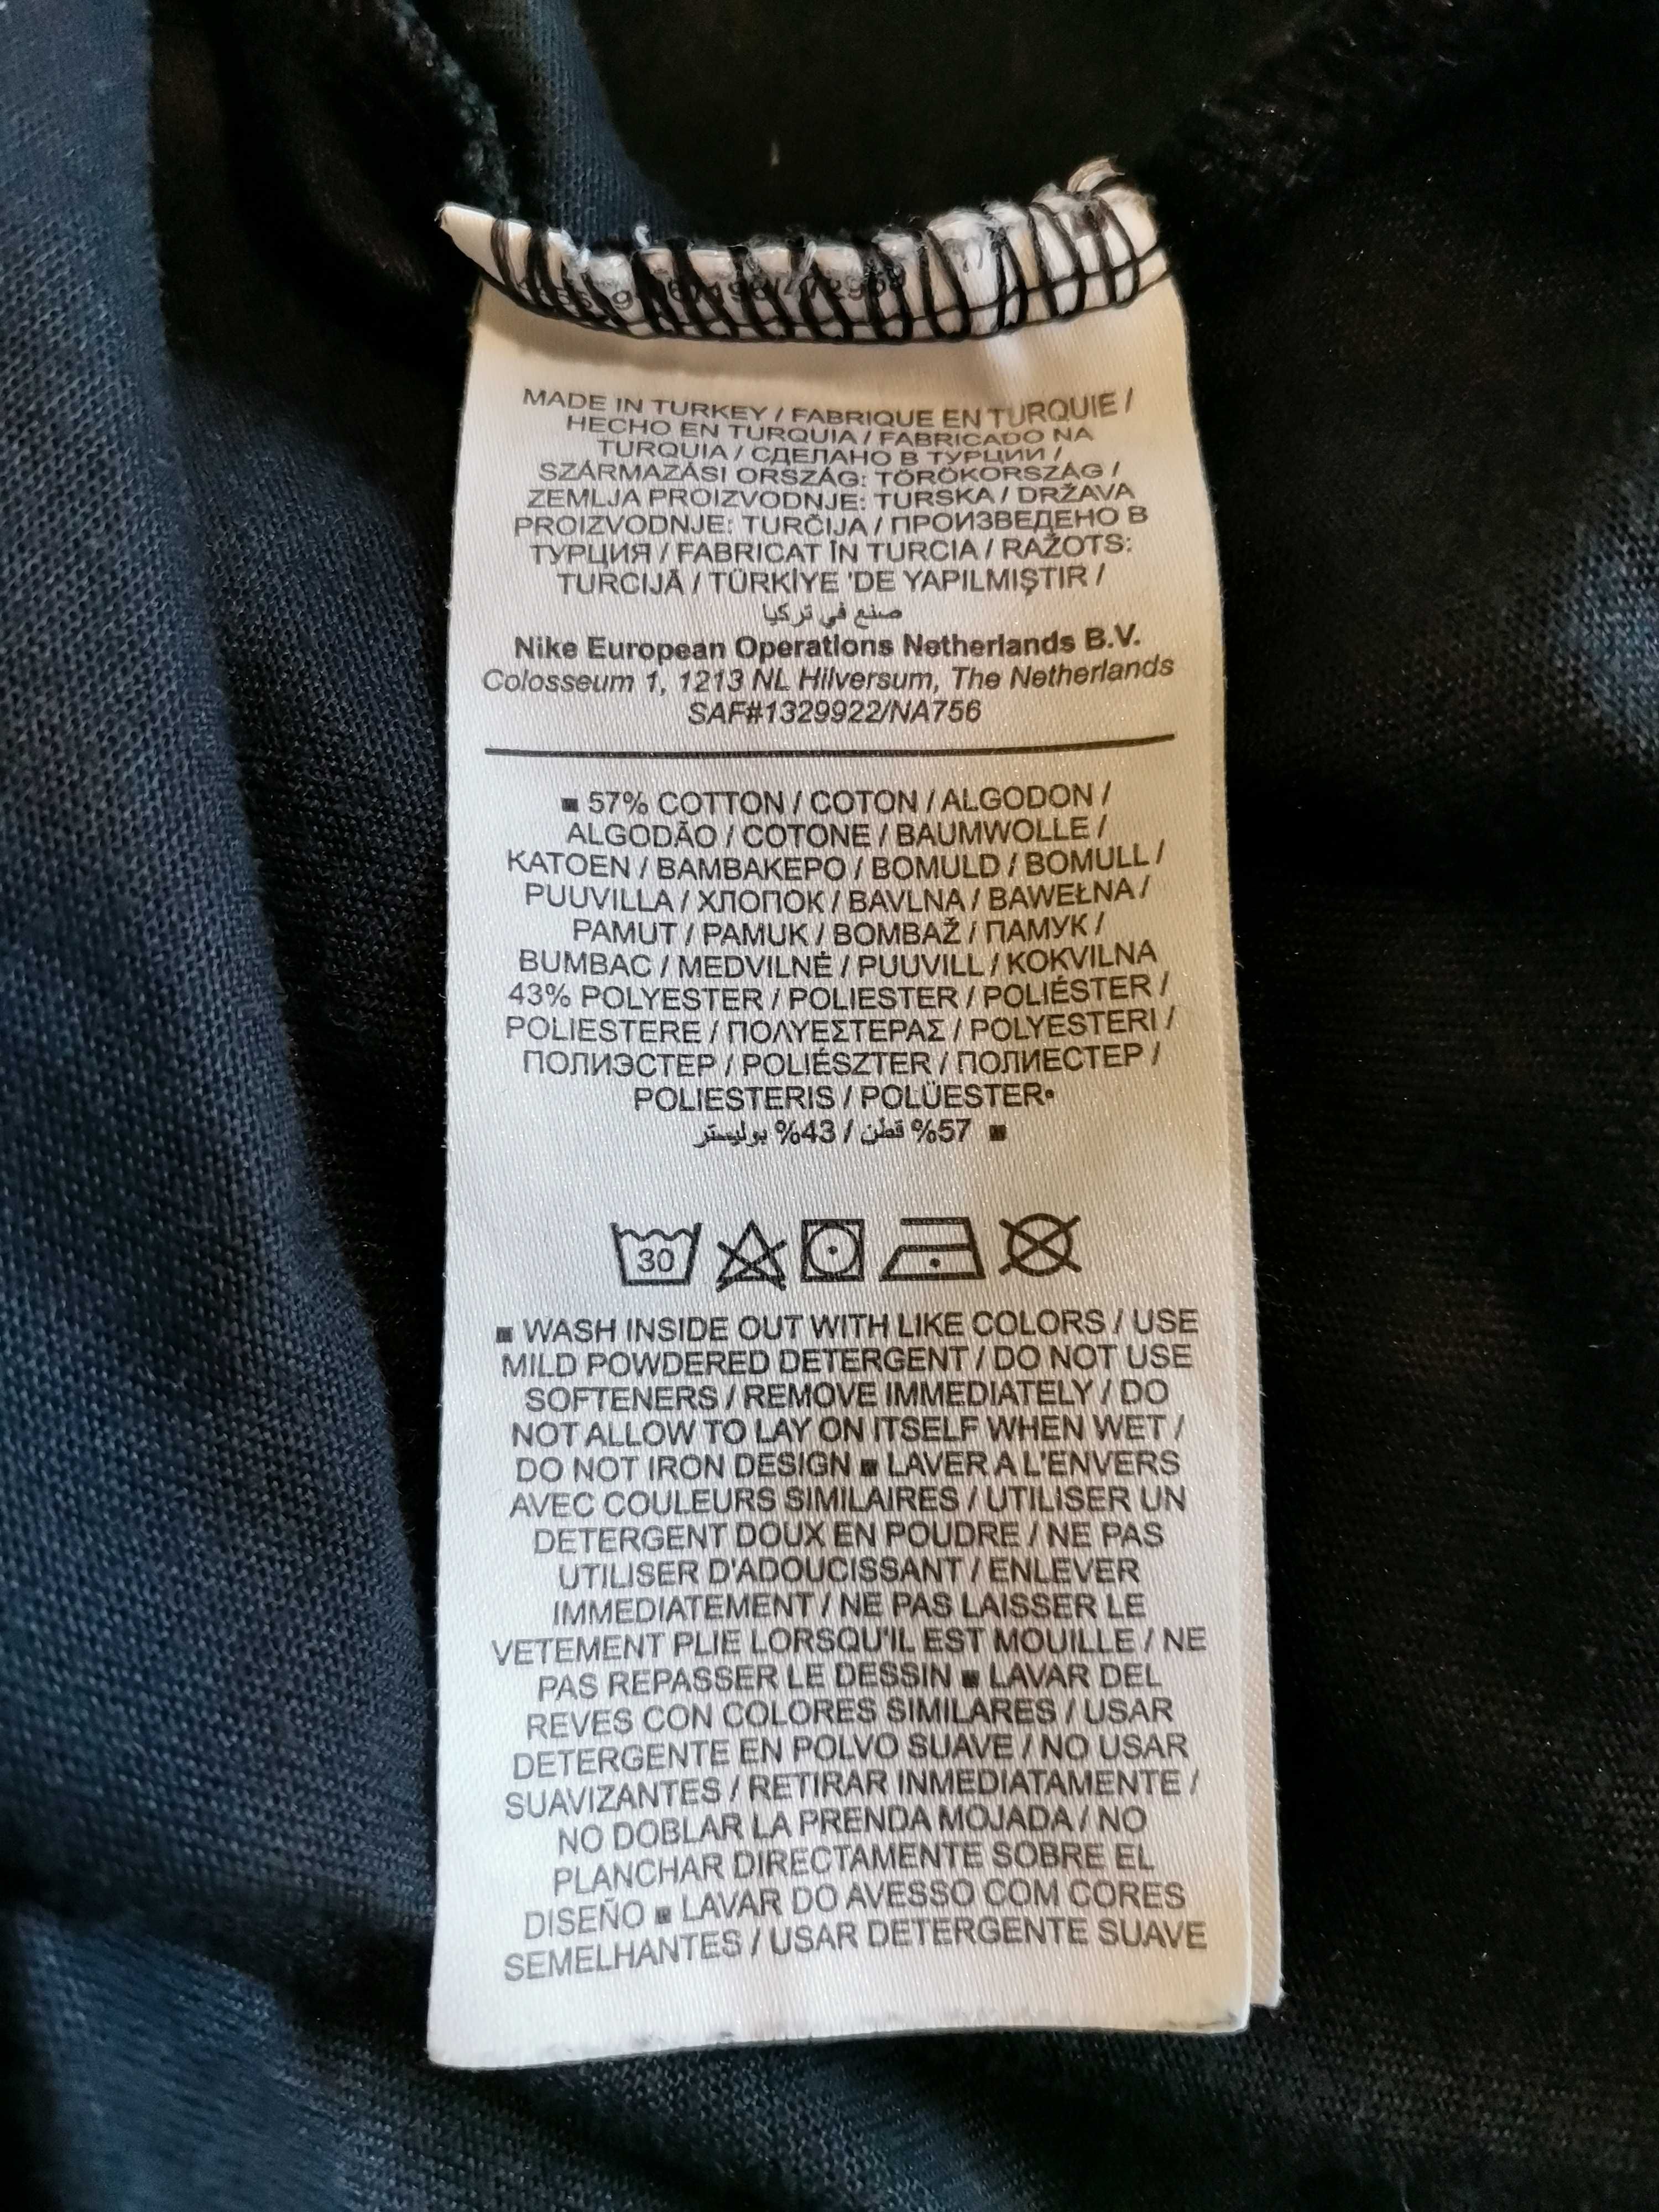 MADE IN TURKEY / FABRIQUE EN TURQUIE /
HECHO EN TURQUIA / FABRICADO NA
TURQUIA / СДЕЛАНО В ТУРЦИИ /
SZÁRMAZÁSI ORSZÁG: TÖRÖKORSZÁG /
ZEMLJA PROIZVODNJE: TURSKA / DRŽAVA
PROIZVODNJE: TURČIJA / ПРОИЗВЕДЕНО В
ТУРЦИЯ / FABRICAT ÎN TURCIA / RAŽOTS:
TURCIJĀ / TÜRKİYE 'DE YAPILMIŞTIR /
صنع في تركيا
Nike European Operations Netherlands B.V.
Colosseum 1, 1213 NL Hilversum, The Netherlands
SAF#1329922/NA756
■ 57% COTTON / COTON / ALGODON /
ALGODÃO / COTONE / BAUMWOLLE /
KATOEN / ΒΑΜΒΑΚΕΡΟ / BOMULD / BOMULL /
PUUVILLA / ХЛОПОК / BAVLNA / BAWEŁNA /
PAMUT / PAMUK / BOMBAŽ / ПАМУК /
BUMBAC / MEDVILNĖ / PUUVILL / KOKVILNA
43% POLYESTER / POLIESTER / POLIÉSTER /
POLIESTERE / ΠΟΛΥΕΣΤΕΡΑΣ / POLYESTERI /
ПОЛИЭСТЕР / POLIÉSZTER / ПОЛИЕСТЕР /
POLIESTERIS / POLÜESTER•
■ 57% قطن / 43% بوليستر
30
■ WASH INSIDE OUT WITH LIKE COLORS / USE
MILD POWDERED DETERGENT / DO NOT USE
SOFTENERS / REMOVE IMMEDIATELY / DO
NOT ALLOW TO LAY ON ITSELF WHEN WET /
DO NOT IRON DESIGN ■ LAVER A L'ENVERS
AVEC COULEURS SIMILAIRES / UTILISER UN
DETERGENT DOUX EN POUDRE / NE PAS
UTILISER D'ADOUCISSANT / ENLEVER
IMMEDIATEMENT / NE PAS LAISSER LE
VETEMENT PLIE LORSQU'IL EST MOUILLE / NE
PAS REPASSER LE DESSIN ■ LAVAR DEL
REVES CON COLORES SIMILARES / USAR
DETERGENTE EN POLVO SUAVE / NO USAR
SUAVIZANTES / RETIRAR INMEDIATAMENTE /
NO DOBLAR LA PRENDA MOJADA / NO
PLANCHAR DIRECTAMENTE SOBRE EL
DISEÑO ■ LAVAR DO AVESSO COM CORES
SEMELHANTES / USAR DETERGENTE SUAVE